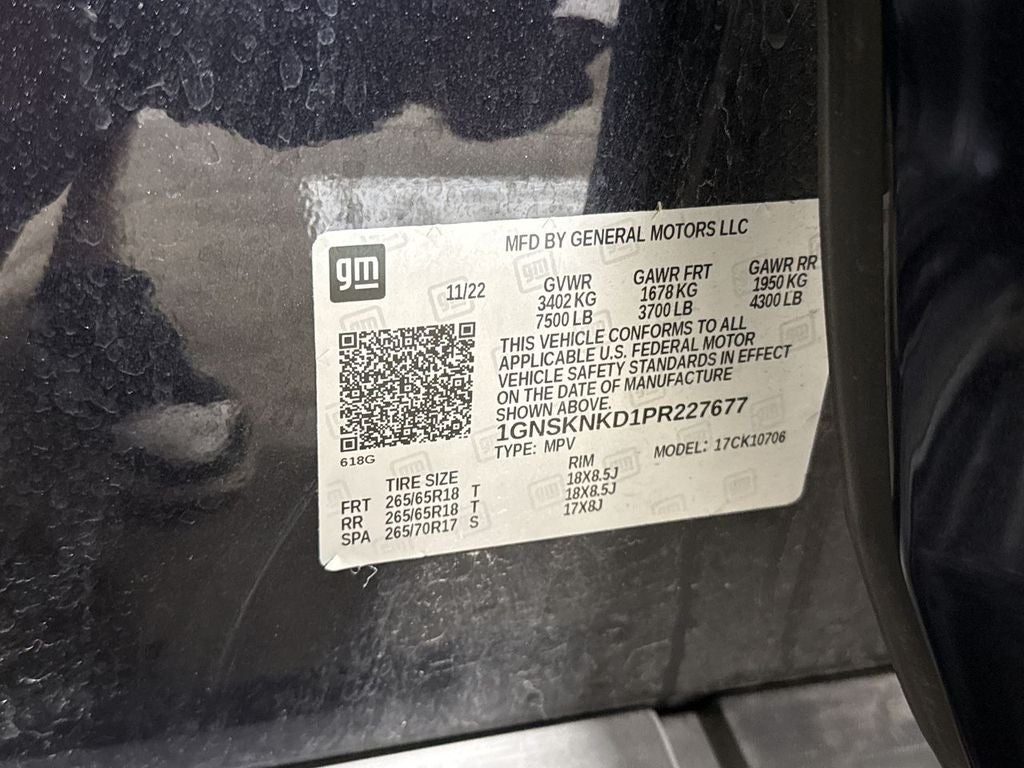 gm
MFD BY GENERAL MOTORS LLC
11/22
GVWR GAWR FRT GAWR RR
3402 KG 1678 KG 1950 KG
7500 LB 3700 LB 4300 LB
THIS VEHICLE CONFORMS TO ALL
APPLICABLE U.S. FEDERAL MOTOR
VEHICLE SAFETY STANDARDS IN EFFECT
ON THE DATE OF MANUFACTURE
SHOWN ABOVE.
1GNSKNKD1PR227677
TYPE: MPV MODEL: 17CK10706
618G
TIRE SIZE RIM
FRT 265/65R18 T 18X8.5J
RR 265/65R18 T 18X8.5J
SPA 265/70R17 S 17X8J